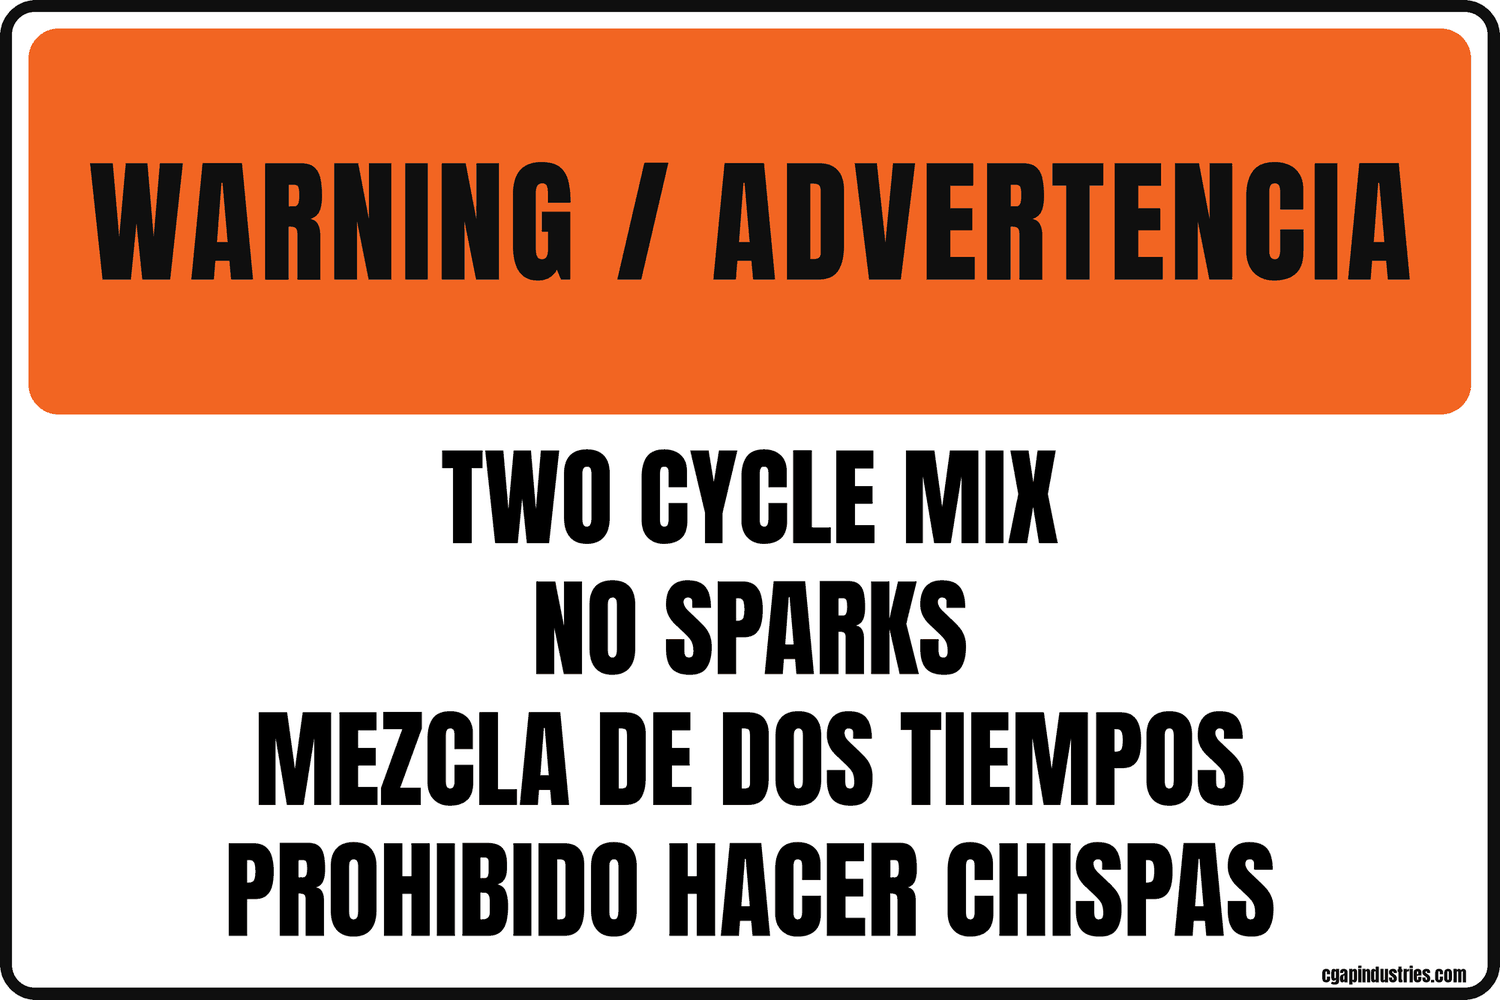 WARNING / ADVERTENCIA
TWO CYCLE MIX
NO SPARKS
MEZCLA DE DOS TIEMPOS
PROHIBIDO HACER CHISPAS
cgapindustries.com